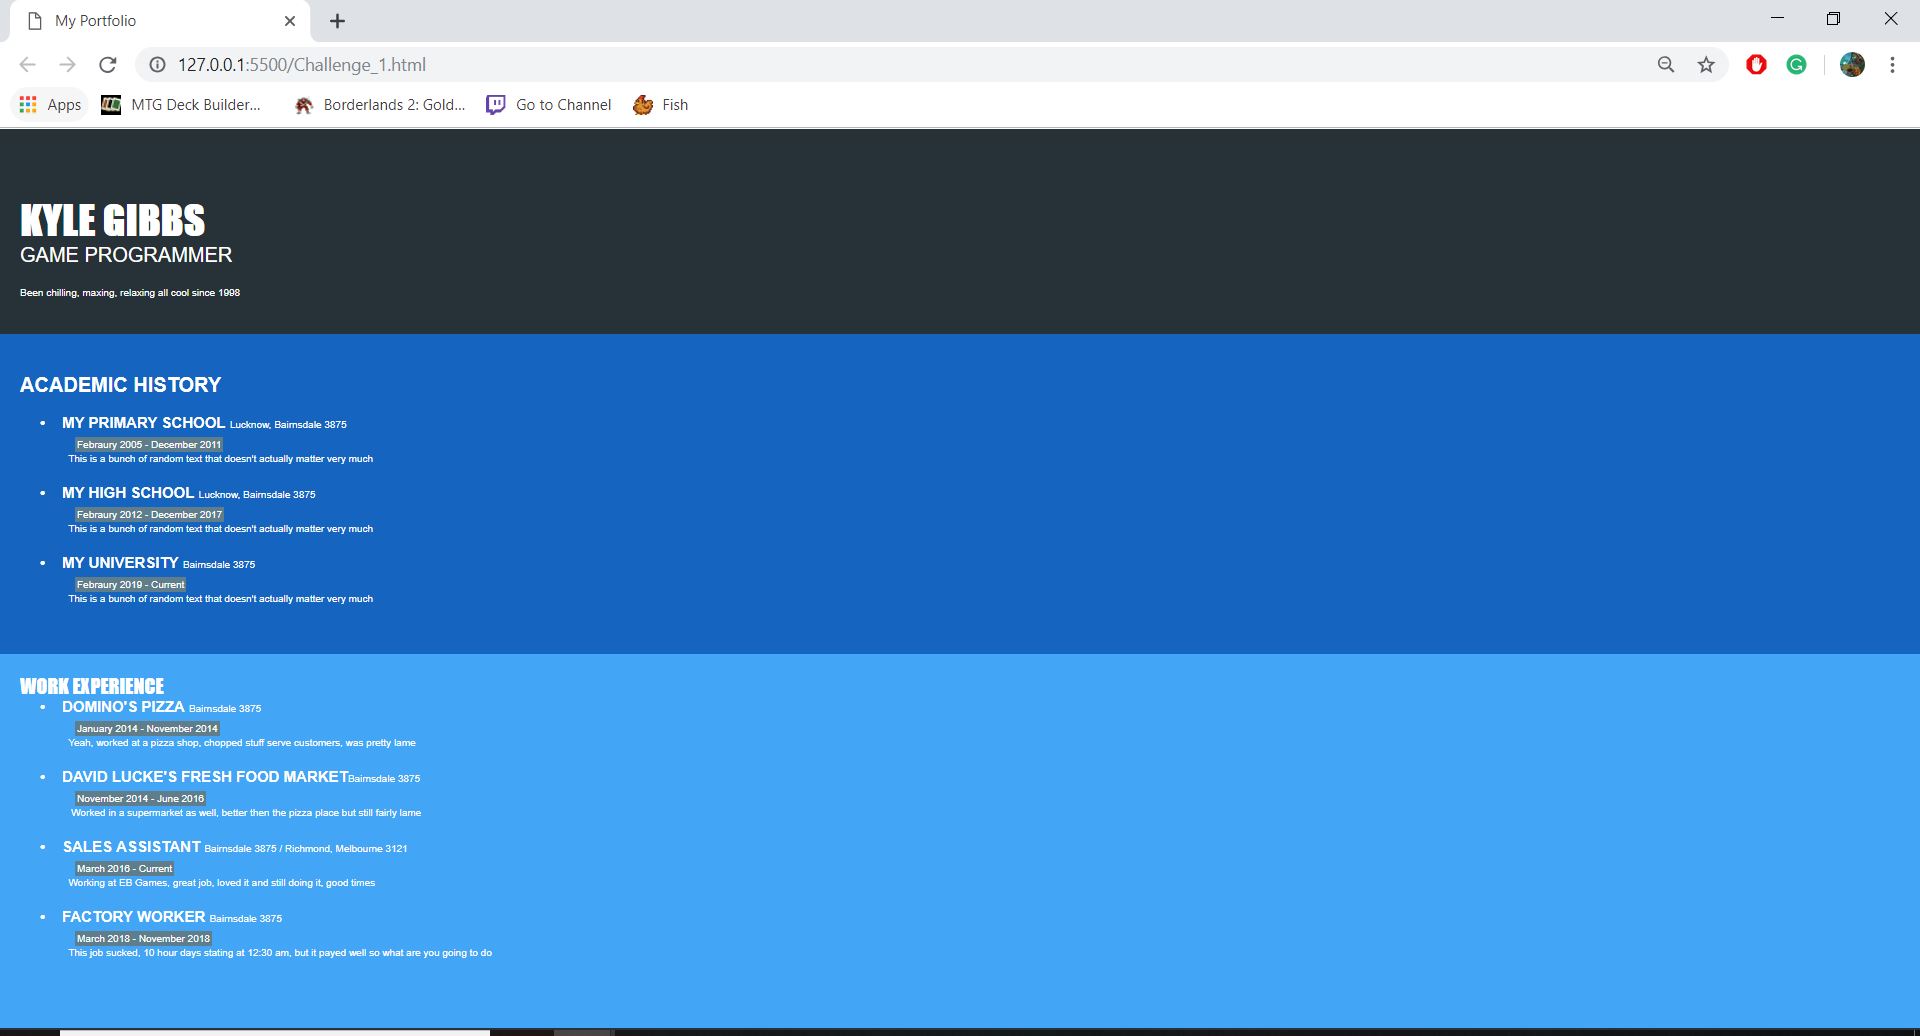 My Portfolio
127.0.0.1:5500/Challenge_1.html
Apps MTG Deck Builder... Borderlands 2: Gold... Go to Channel Fish
KYLE GIBBS
GAME PROGRAMMER
Been chilling, maxing, relaxing all cool since 1998
ACADEMIC HISTORY
• MY PRIMARY SCHOOL Lucknow, Bairnsdale 3875
Febraury 2005 - December 2011
This is a bunch of random text that doesn't actually matter very much
• MY HIGH SCHOOL Lucknow, Bairnsdale 3875
Febraury 2012 - December 2017
This is a bunch of random text that doesn't actually matter very much
• MY UNIVERSITY Bairnsdale 3875
Febraury 2019 - Current
This is a bunch of random text that doesn't actually matter very much
WORK EXPERIENCE
• DOMINO'S PIZZA Bairnsdale 3875
January 2014 - November 2014
Yeah, worked at a pizza shop, chopped stuff serve customers, was pretty lame
• DAVID LUCKE'S FRESH FOOD MARKETBairnsdale 3875
November 2014 - June 2016
Worked in a supermarket as well, better then the pizza place but still fairly lame
• SALES ASSISTANT Bairnsdale 3875 / Richmond, Melbourne 3121
March 2016 - Current
Working at EB Games, great job, loved it and still doing it, good times
• FACTORY WORKER Bairnsdale 3875
March 2018 - November 2018
This job sucked, 10 hour days stating at 12:30 am, but it payed well so what are you going to do